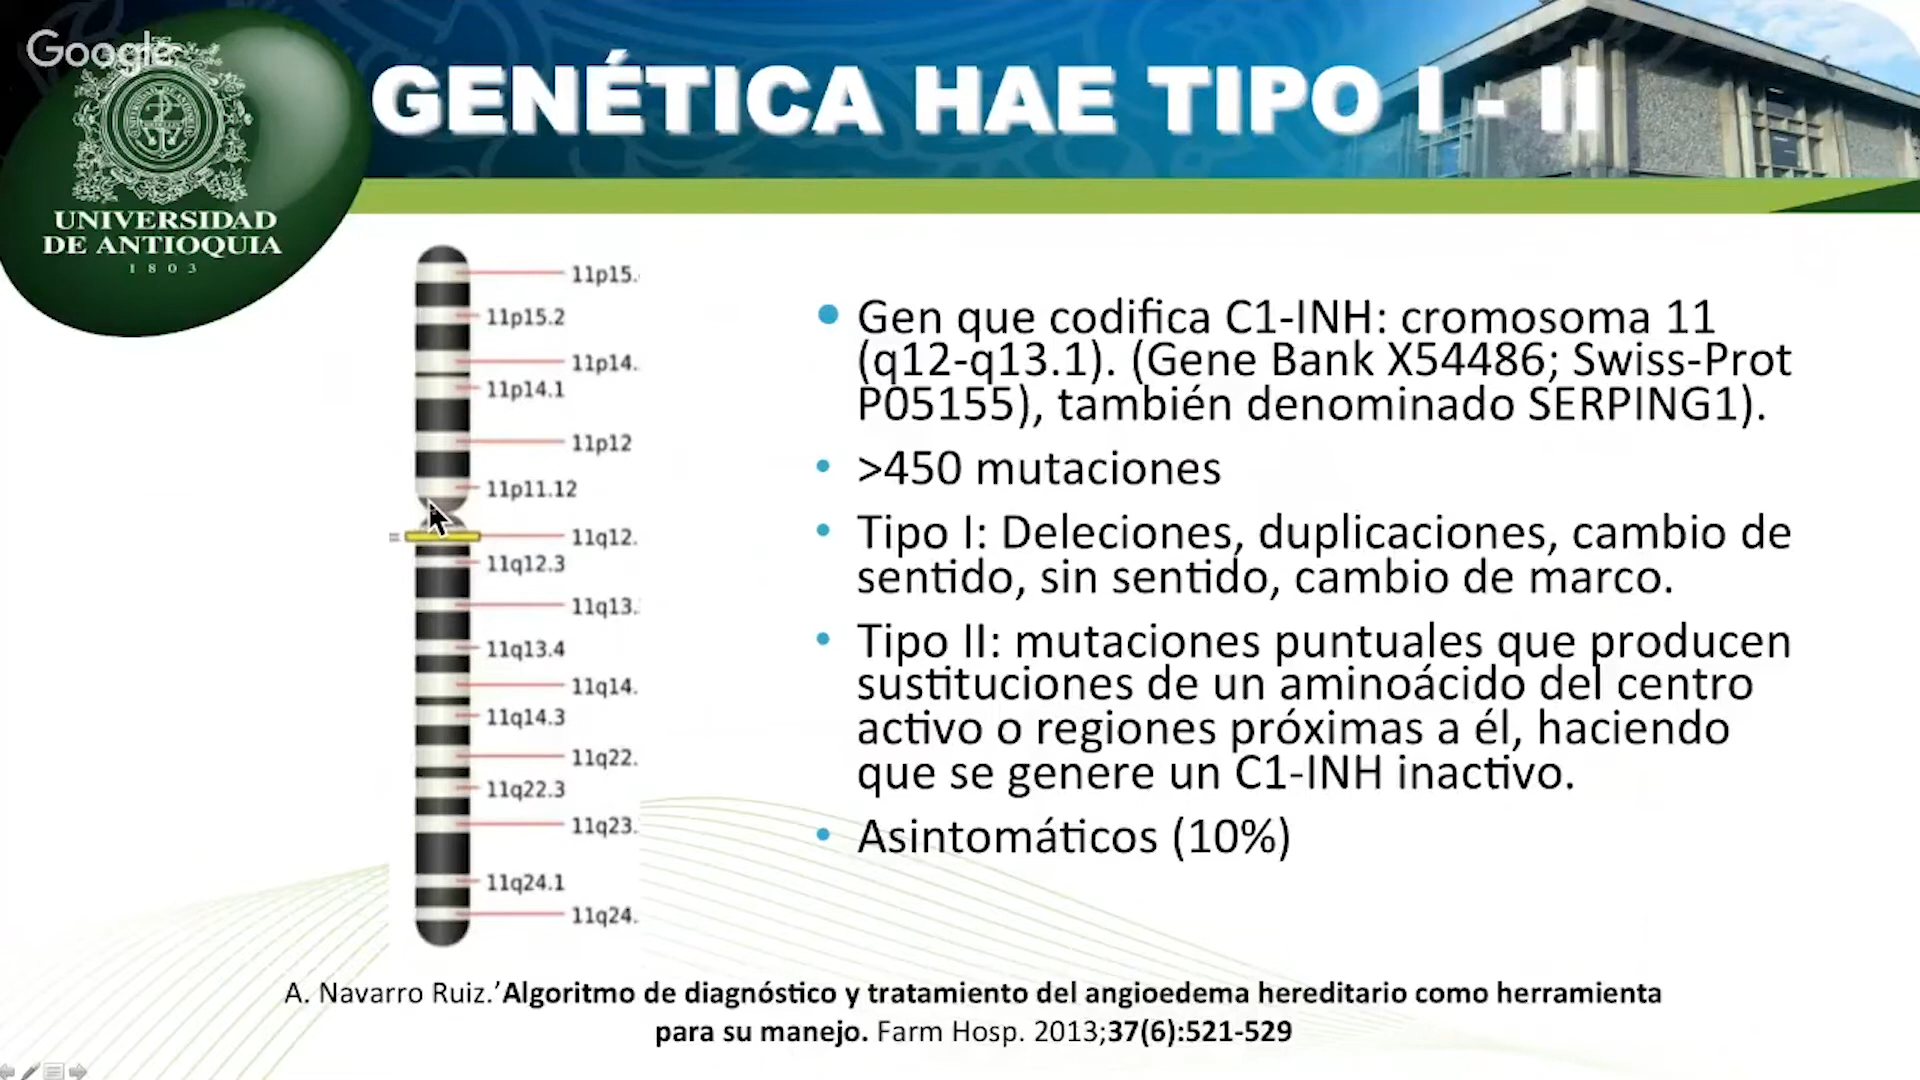 Google
GENÉTICA HAE TIPO I - II
UNIVERSIDAD
DE ANTIOQUIA
1803
11p15.
11p15.2
11p14.
11p14.1
11p12
11p11.12
11q12.
11q12.3
11q13.
11q13.4
11q14.
11q14.3
11q22.
11q22.3
11q23.
11q24.1
11q24.
• Gen que codifica C1-INH: cromosoma 11
(q12-q13.1). (Gene Bank X54486; Swiss-Prot
P05155), también denominado SERPING1).
• >450 mutaciones
• Tipo I: Deleciones, duplicaciones, cambio de
sentido, sin sentido, cambio de marco.
• Tipo II: mutaciones puntuales que producen
sustituciones de un aminoácido del centro
activo o regiones próximas a él, haciendo
que se genere un C1-INH inactivo.
• Asintomáticos (10%)
A. Navarro Ruiz.’Algoritmo de diagnóstico y tratamiento del angioedema hereditario como herramienta
para su manejo. Farm Hosp. 2013;37(6):521-529